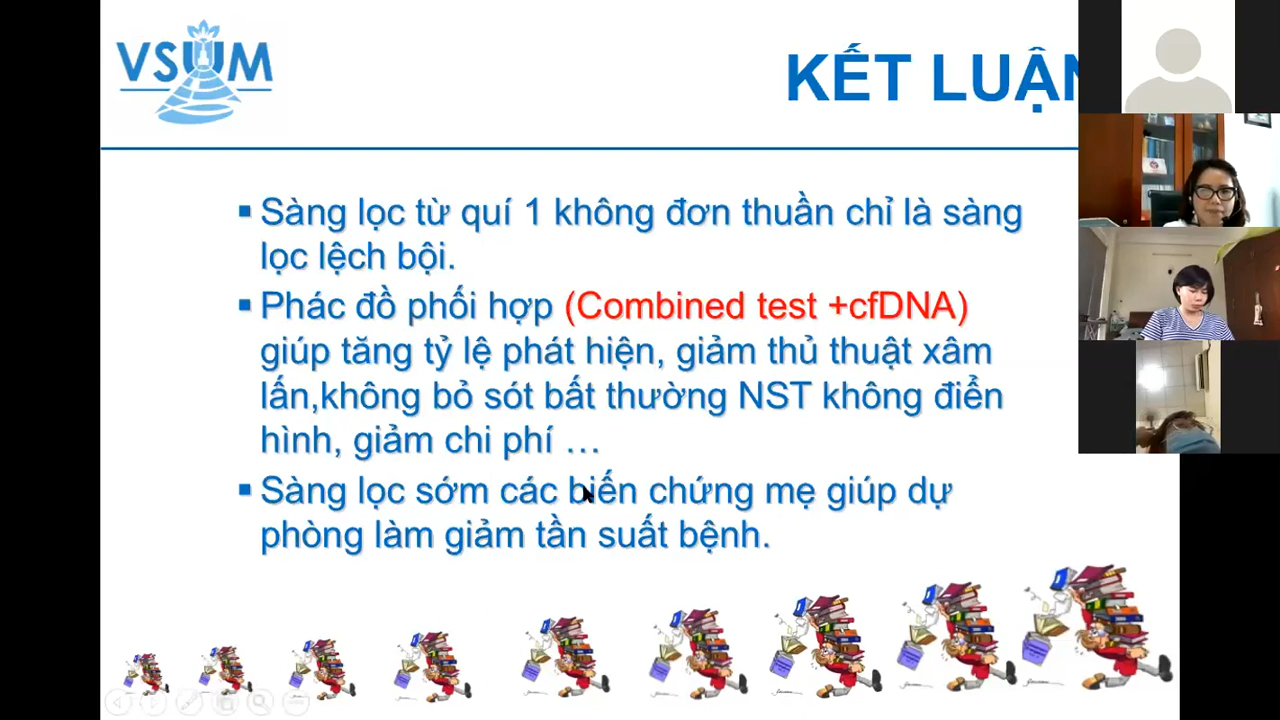 VSUM
KẾT LUẬN
Sàng lọc từ quí 1 không đơn thuần chỉ là sàng
lọc lệch bội.
Phác đồ phối hợp (Combined test +cfDNA)
giúp tăng tỷ lệ phát hiện, giảm thủ thuật xâm
lấn,không bỏ sót bất thường NST không điển
hình, giảm chi phí …
Sàng lọc sớm các biến chứng mẹ giúp dự
phòng làm giảm tần suất bệnh.